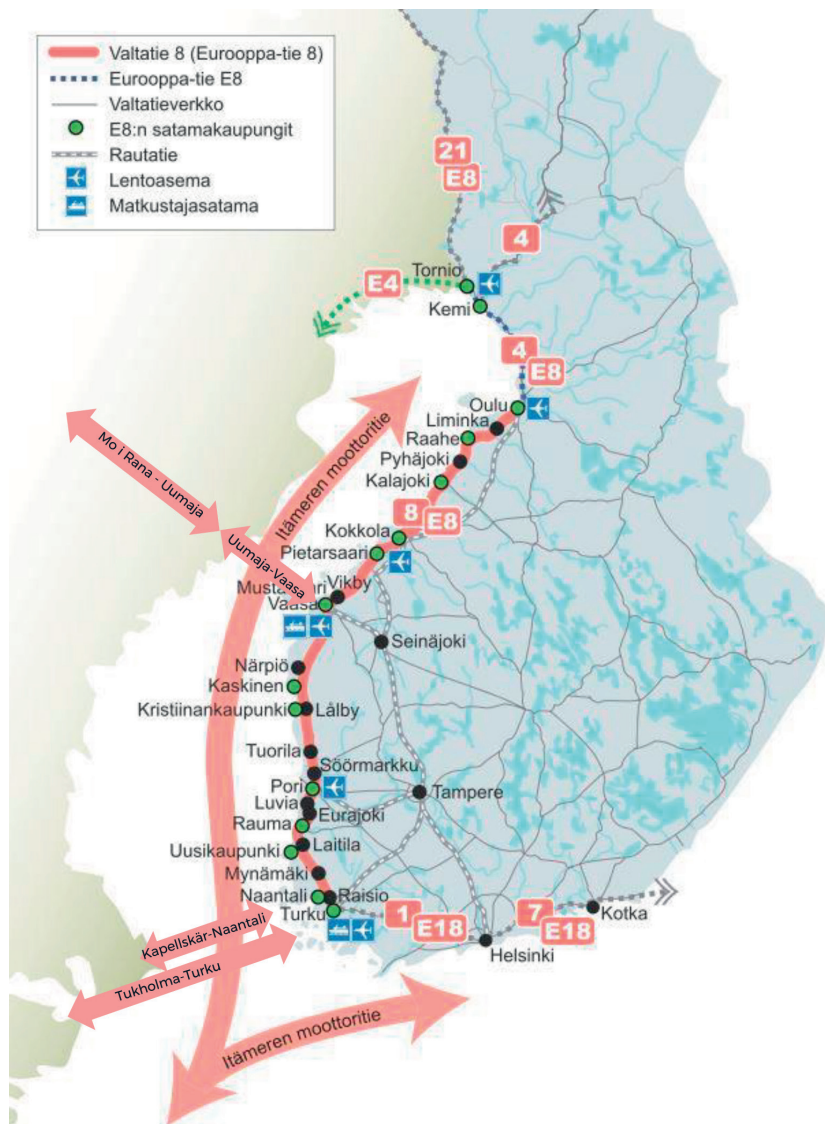 Valtatie 8 (Eurooppa-tie 8)
Eurooppa-tie E8
Valtatieverkko
E8:n satamakaupungit
Rautatie
Lentoasema
Matkustajasatama
21
E8
4
Tornio
E4
Kemi
4
E8
Oulu
Liminka
Raahe
Pyhäjoki
Kalajoki
Mo i Rana - Uumaja
Itämeren moottoritie
8
E8
Kokkola
Pietarsaari
Uumaja-Vaasa
Vikby
Vaasa
Seinäjoki
Närpiö
Kaskinen
Kristiinankaupunki
Lålby
Tuorila
Söörmarkku
Pori
Tampere
Luvia
Eurajoki
Rauma
Laitila
Uusikaupunki
Mynämäki
Naantali
Raisio
Turku
1
E18
7
E18
Kotka
Helsinki
Kapellskär-Naantali
Tukholma-Turku
Itämeren moottoritie